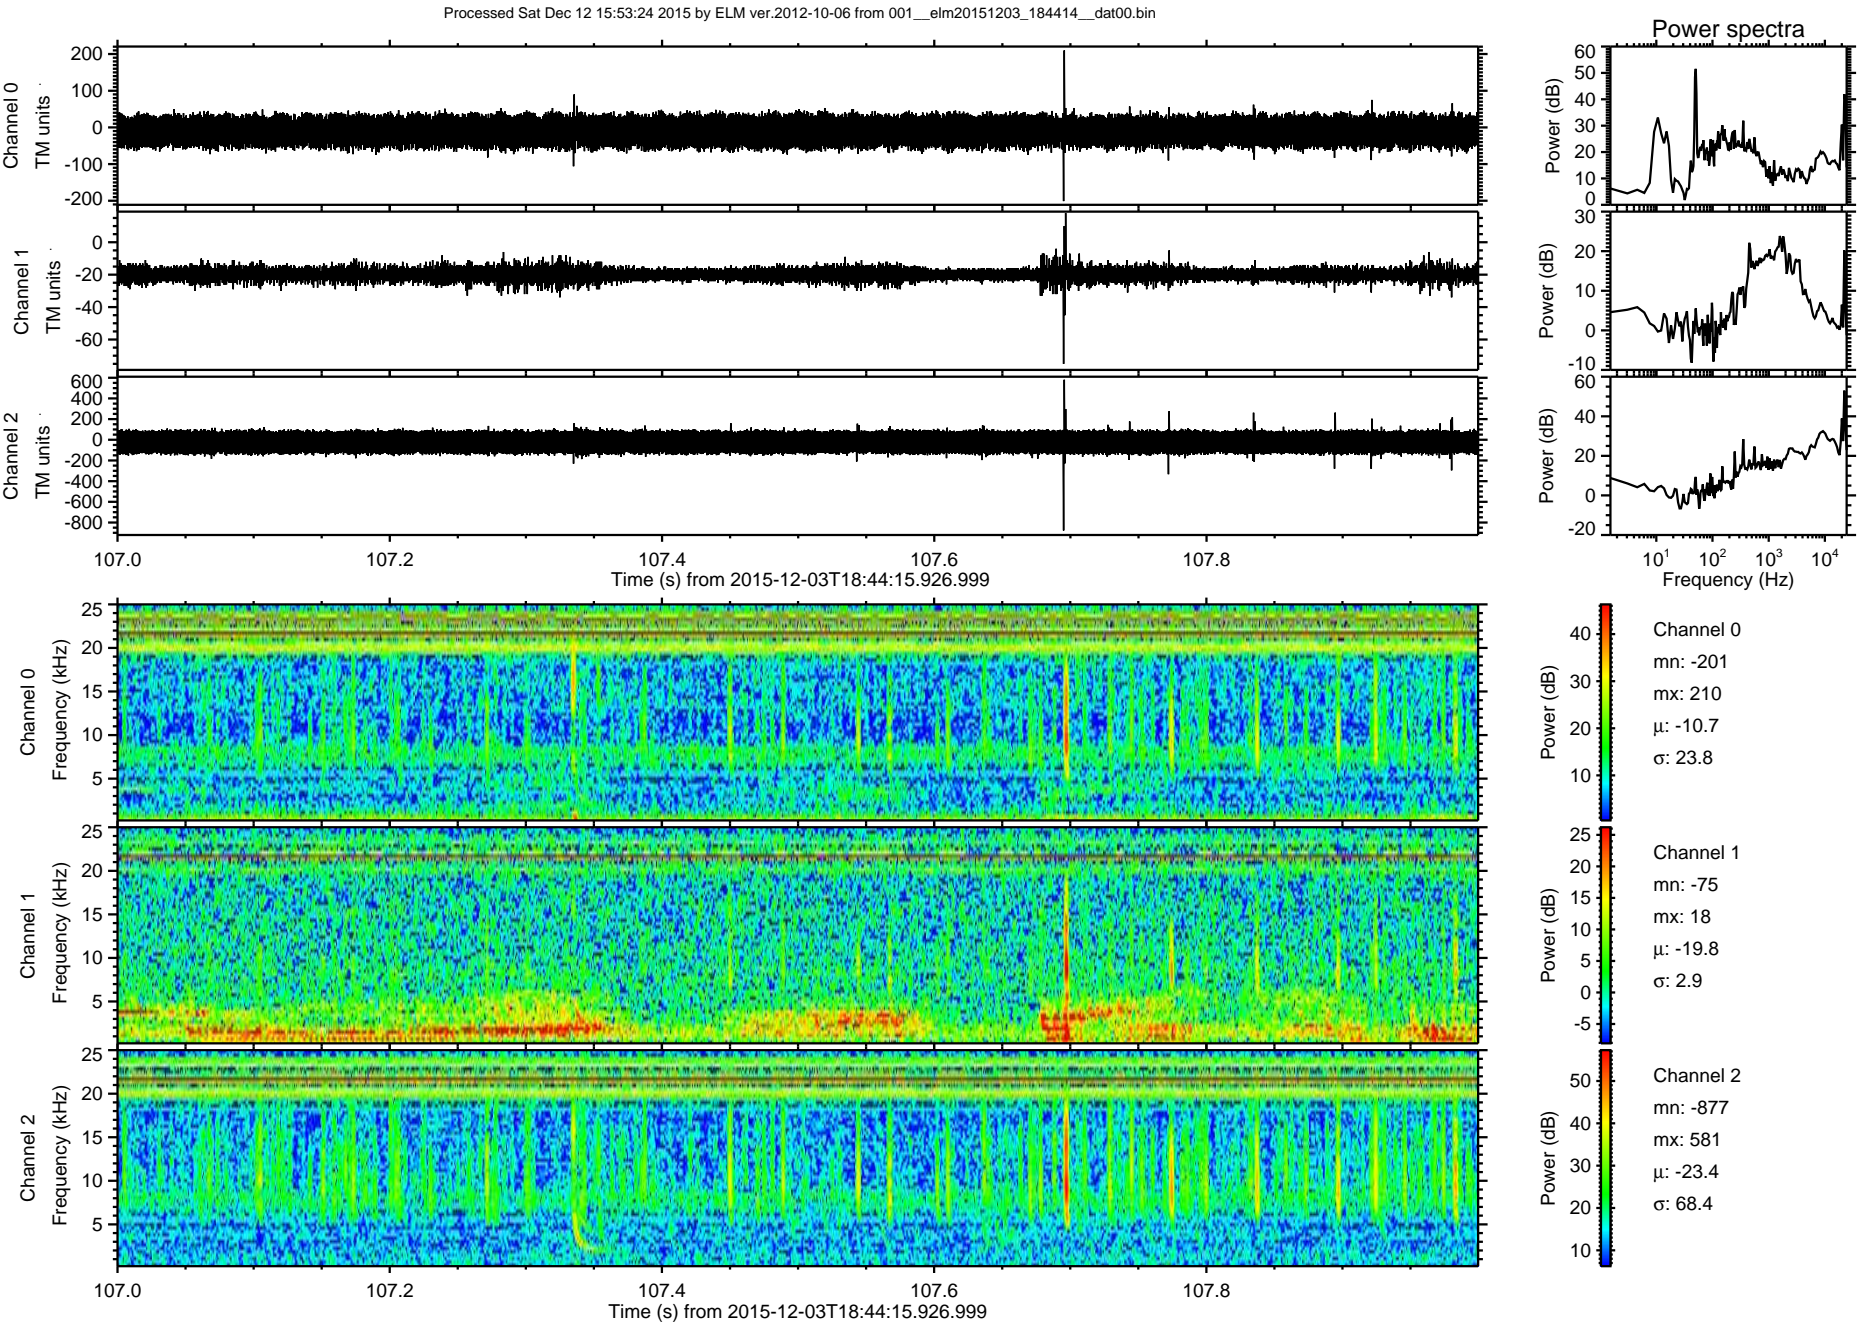 Processed Sat Dec 12 15:53:24 2015 by ELM ver.2012-10-06 from 001__elm20151203_184414__dat00.bin
Power spectra
Channel 0
TM units
200
100
0
-100
-200
Power (dB)
60
50
40
30
20
10
0
Channel 1
TM units
0
-20
-40
-60
Power (dB)
30
20
10
0
-10
Channel 2
TM units
600
400
200
0
-200
-400
-600
-800
Power (dB)
60
40
20
0
-20
107.0 107.2 107.4 107.6 107.8
Time (s) from 2015-12-03T18:44:15.926.999
10^1 10^2 10^3 10^4
Frequency (Hz)
Channel 0
Frequency (kHz)
25
20
15
10
5
Power (dB)
40
30
20
10
Channel 0
mn: -201
mx: 210
μ: -10.7
σ: 23.8
Channel 1
Frequency (kHz)
25
20
15
10
5
Power (dB)
25
20
15
10
5
0
-5
Channel 1
mn: -75
mx: 18
μ: -19.8
σ: 2.9
Channel 2
Frequency (kHz)
25
20
15
10
5
Power (dB)
50
40
30
20
10
Channel 2
mn: -877
mx: 581
μ: -23.4
σ: 68.4
107.0 107.2 107.4 107.6 107.8
Time (s) from 2015-12-03T18:44:15.926.999